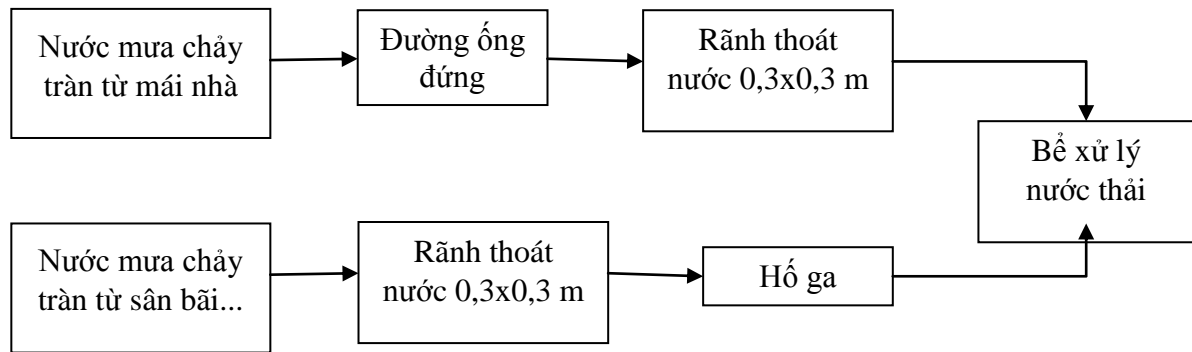 Nước mưa chảy
tràn từ mái nhà
Đường ống
đứng
Rãnh thoát
nước 0,3x0,3 m
Bể xử lý
nước thải
Nước mưa chảy
tràn từ sân bãi...
Rãnh thoát
nước 0,3x0,3 m
Hố ga